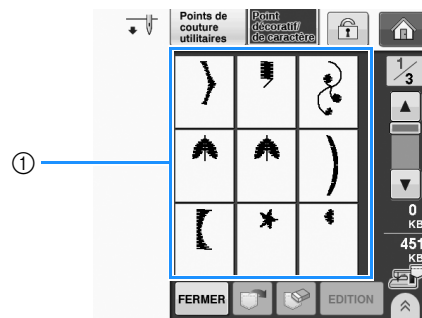 Points de
couture
utilitaires
Point
décoratif/
de caractère
1/3
①
0
KB
451
KB
FERMER
EDITION